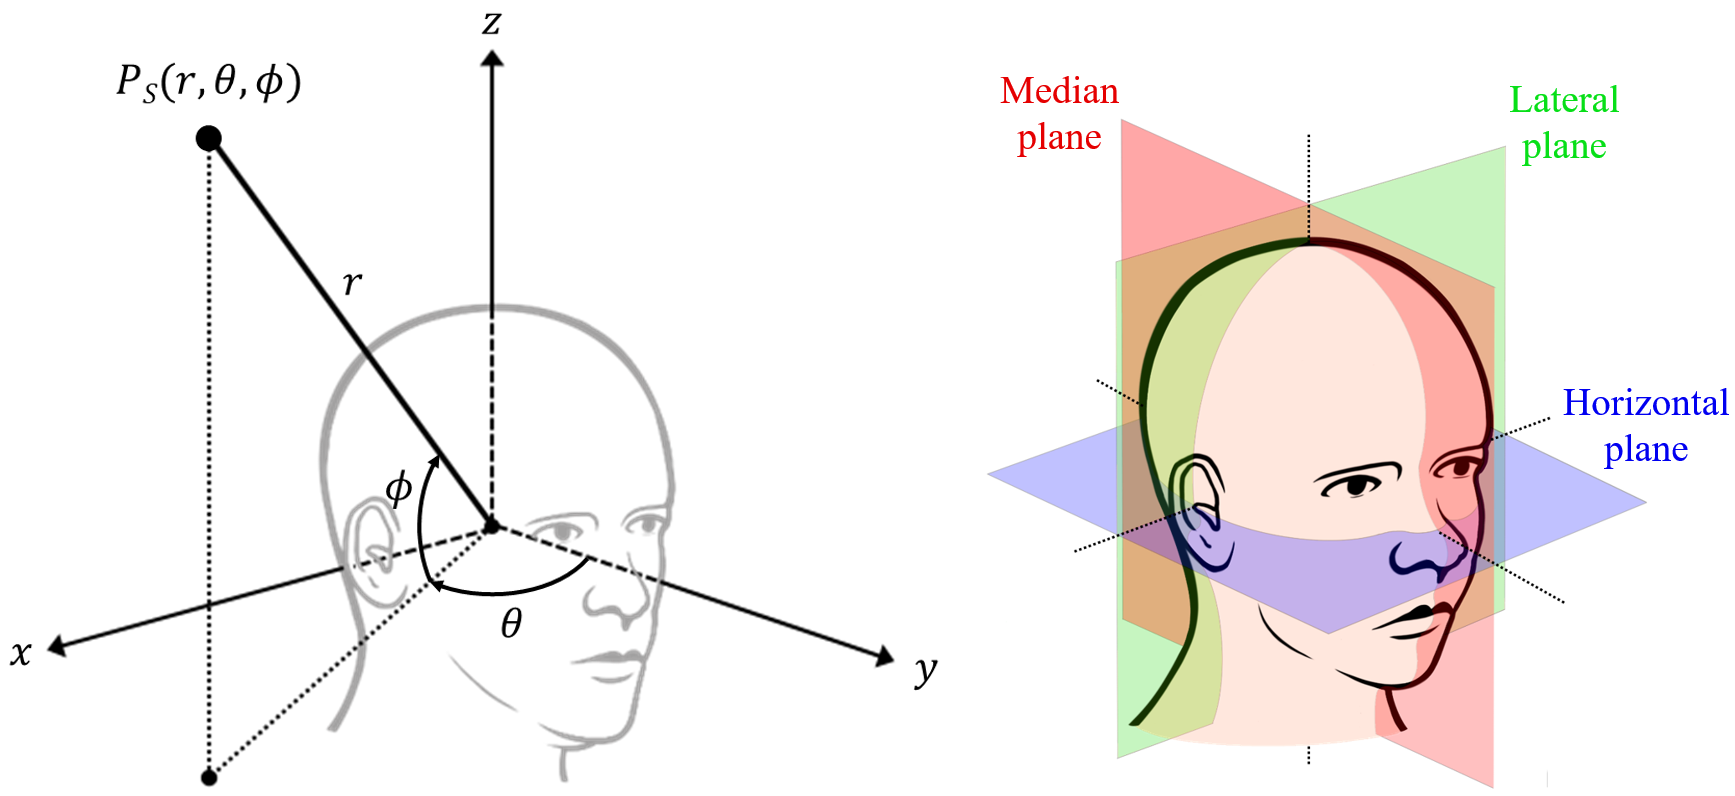 z
P_S(r, θ, ϕ)
r
ϕ
θ
x
y
Median
plane
Lateral
plane
Horizontal
plane